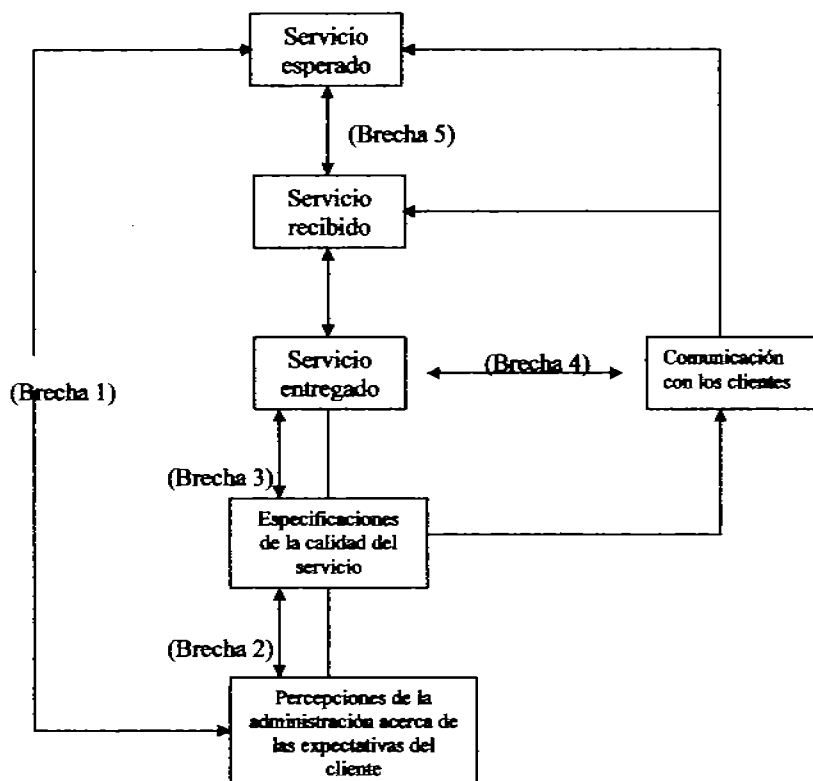 Servicio
esperado
(Brecha 5)
Servicio
recibido
Servicio
entregado
(Brecha 4)
Comunicación
con los clientes
(Brecha 1)
(Brecha 3)
Especificaciones
de la calidad del
servicio
(Brecha 2)
Percepciones de la
administración acerca de
las expectativas del
cliente